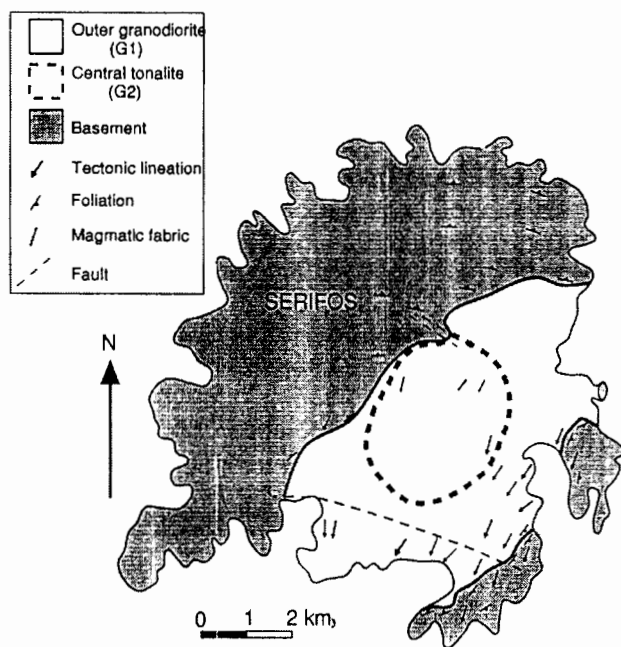 Outer granodiorite
(G1)
Central tonalite
(G2)
Basement
Tectonic lineation
Foliation
Magmatic fabric
Fault
SERIFOS
N
0 1 2 km